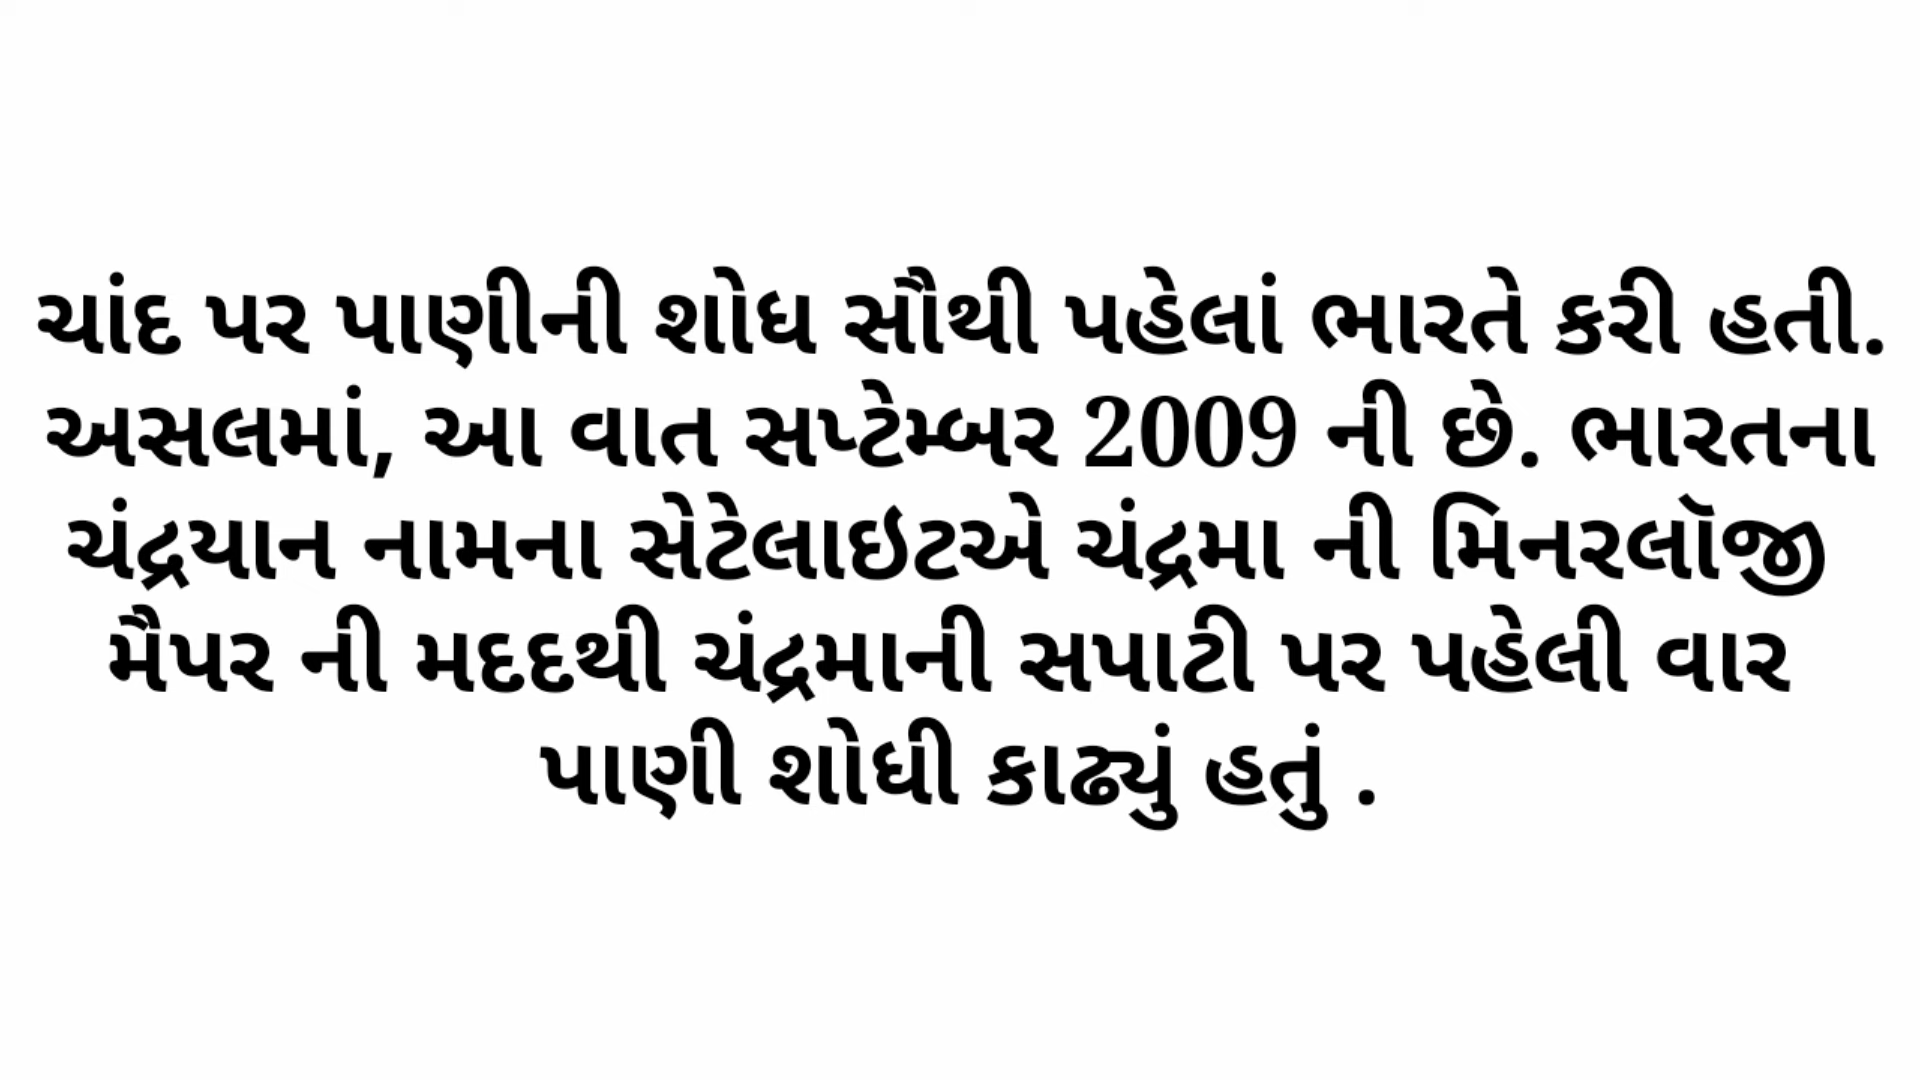 ચાંદ પર પાણીની શોધ સૌથી પહેલાં ભારતે કરી હતી.
અસલમાં, આ વાત સપ્ટેમ્બર 2009 ની છે. ભારતના
ચંદ્રયાન નામના સેટેલાઇટએ ચંદ્રમા ની મિનરલૉજી
મૈપર ની મદદથી ચંદ્રમાની સપાટી પર પહેલી વાર
પાણી શોધી કાઢ્યું હતું .